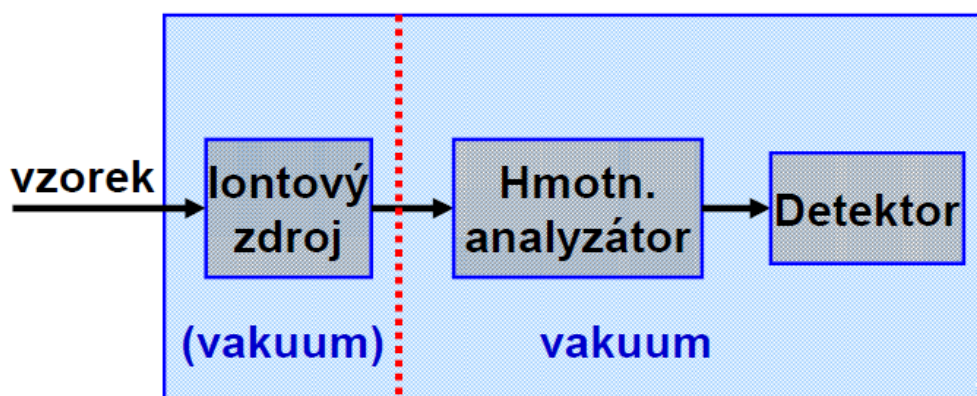 vzorek
Iontový
zdroj
Hmotn.
analyzátor
Detektor
(vakuum)
vakuum